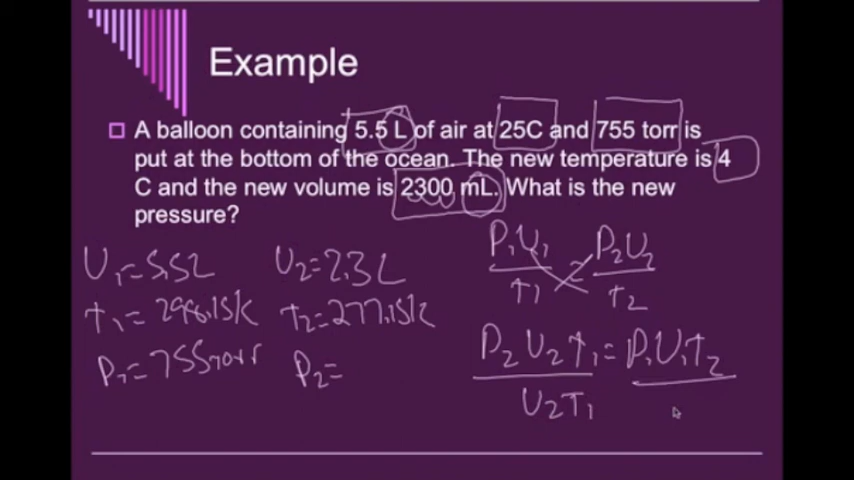 Example
A balloon containing 5.5 L of air at 25C and 755 torr is
put at the bottom of the ocean. The new temperature is 4
C and the new volume is 2300 mL. What is the new
pressure?
V₁=5.5L
V₂=2.3L
P₁V₁ = P₂V₂
T₁ T₂
T₁=298.15K
T₂=277.15K
P₁=755torr
P₂=
P₂V₂T₁=P₁V₁T₂
V₂T₁